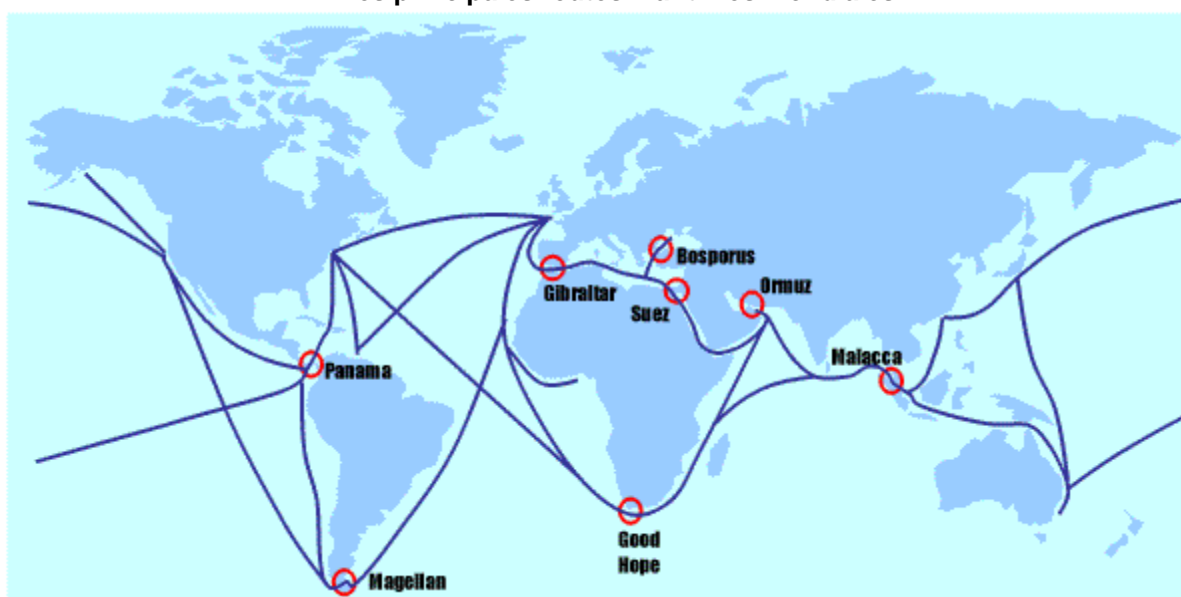 Bosporus
Ormuz
Gibraltar
Suez
Malacca
Panama
Good
Hope
Magellan